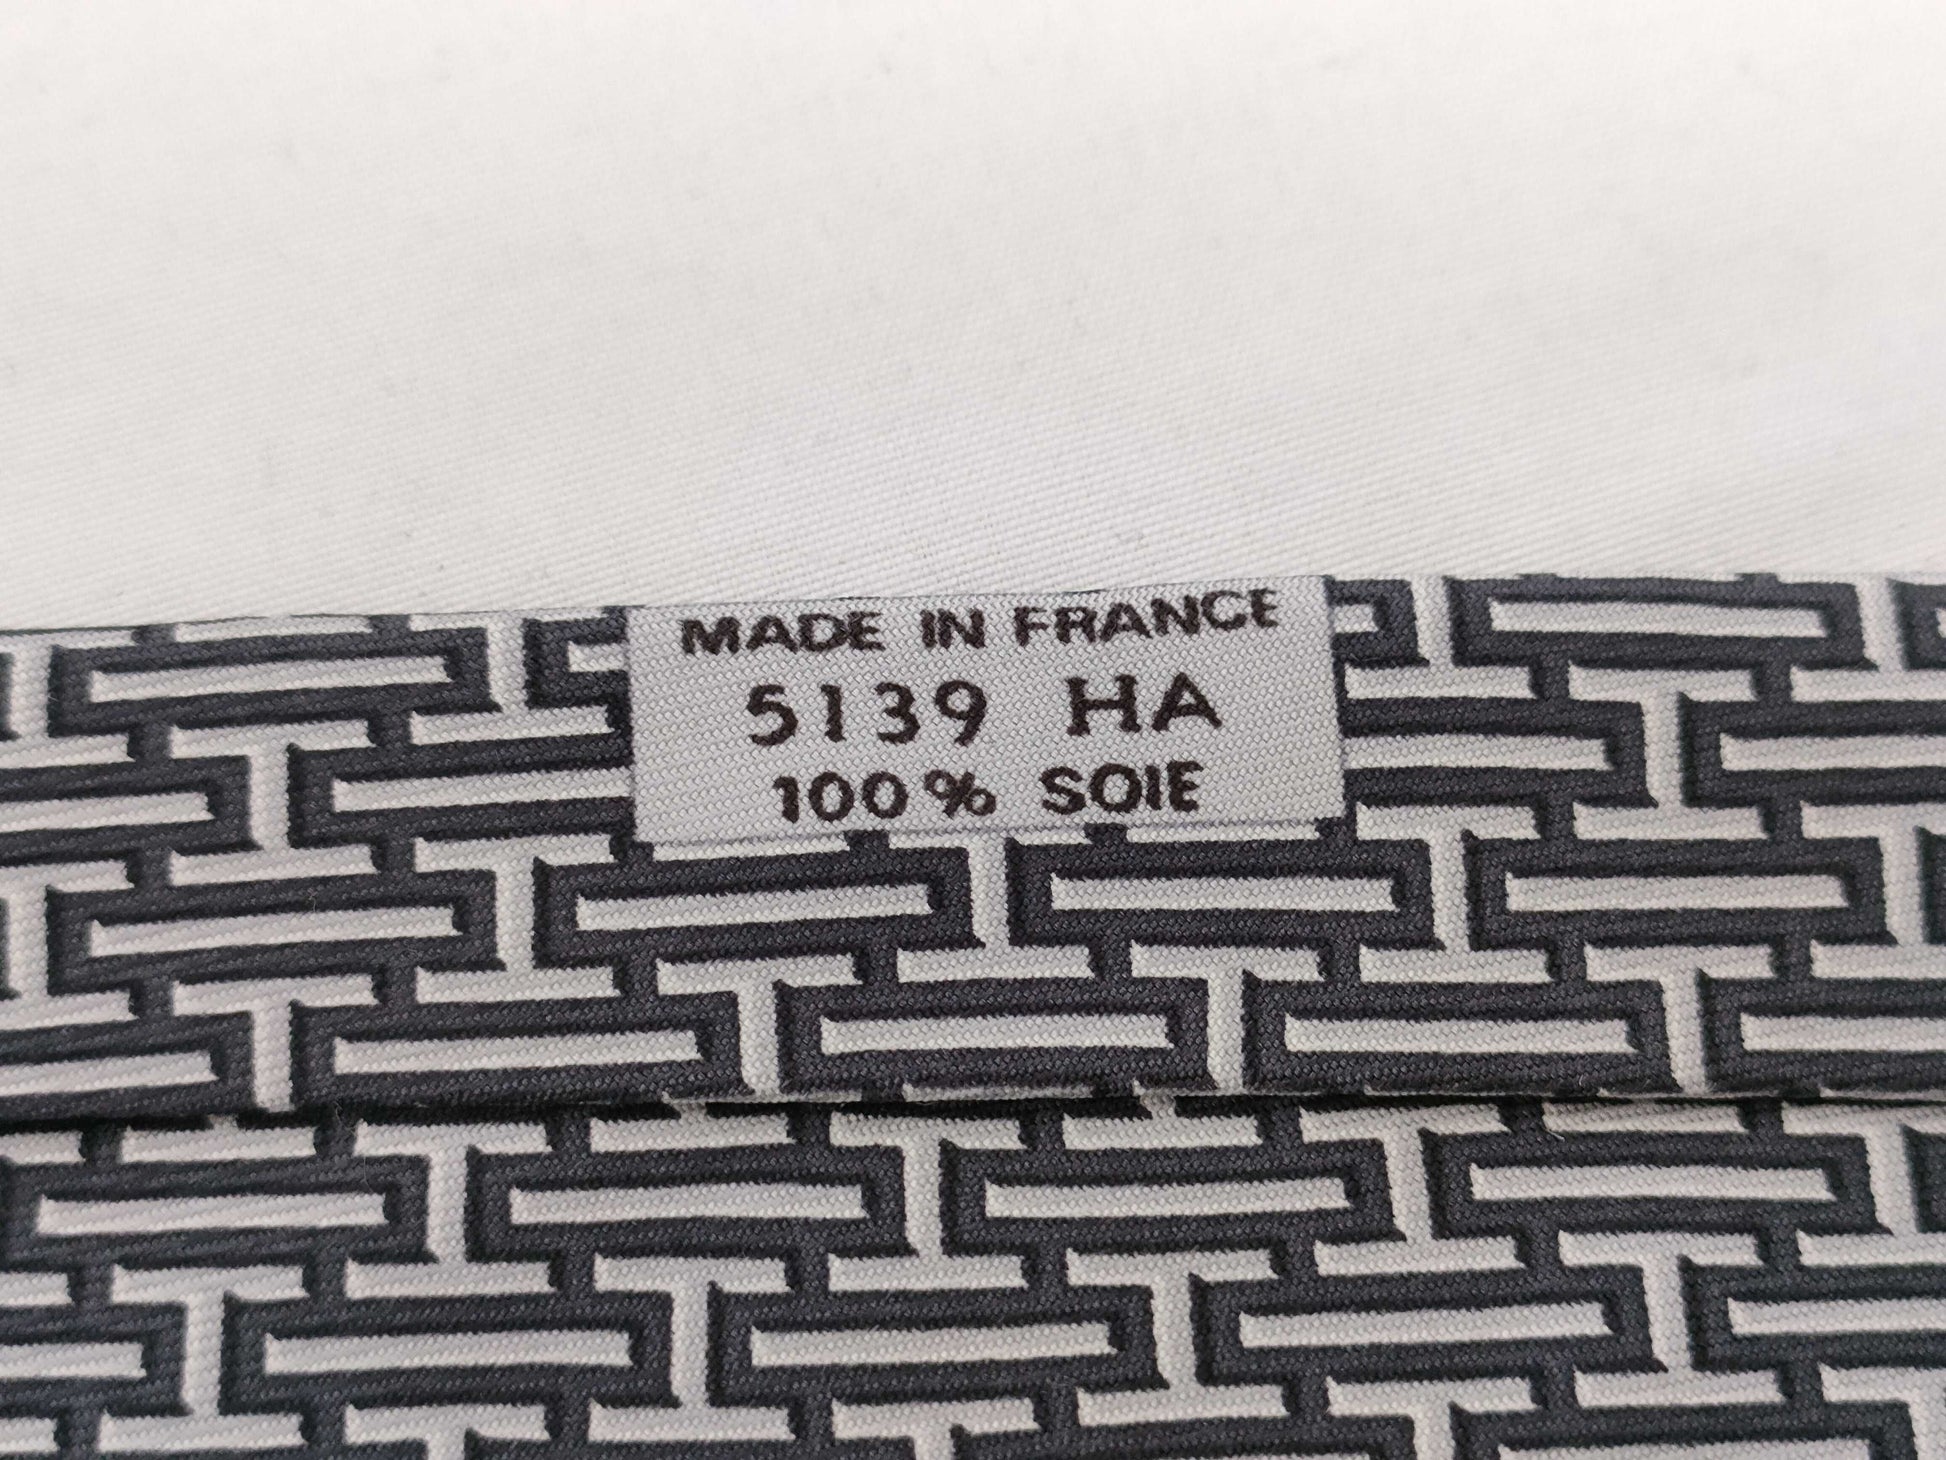 MADE IN FRANCE
5139 HA
100% SOIE